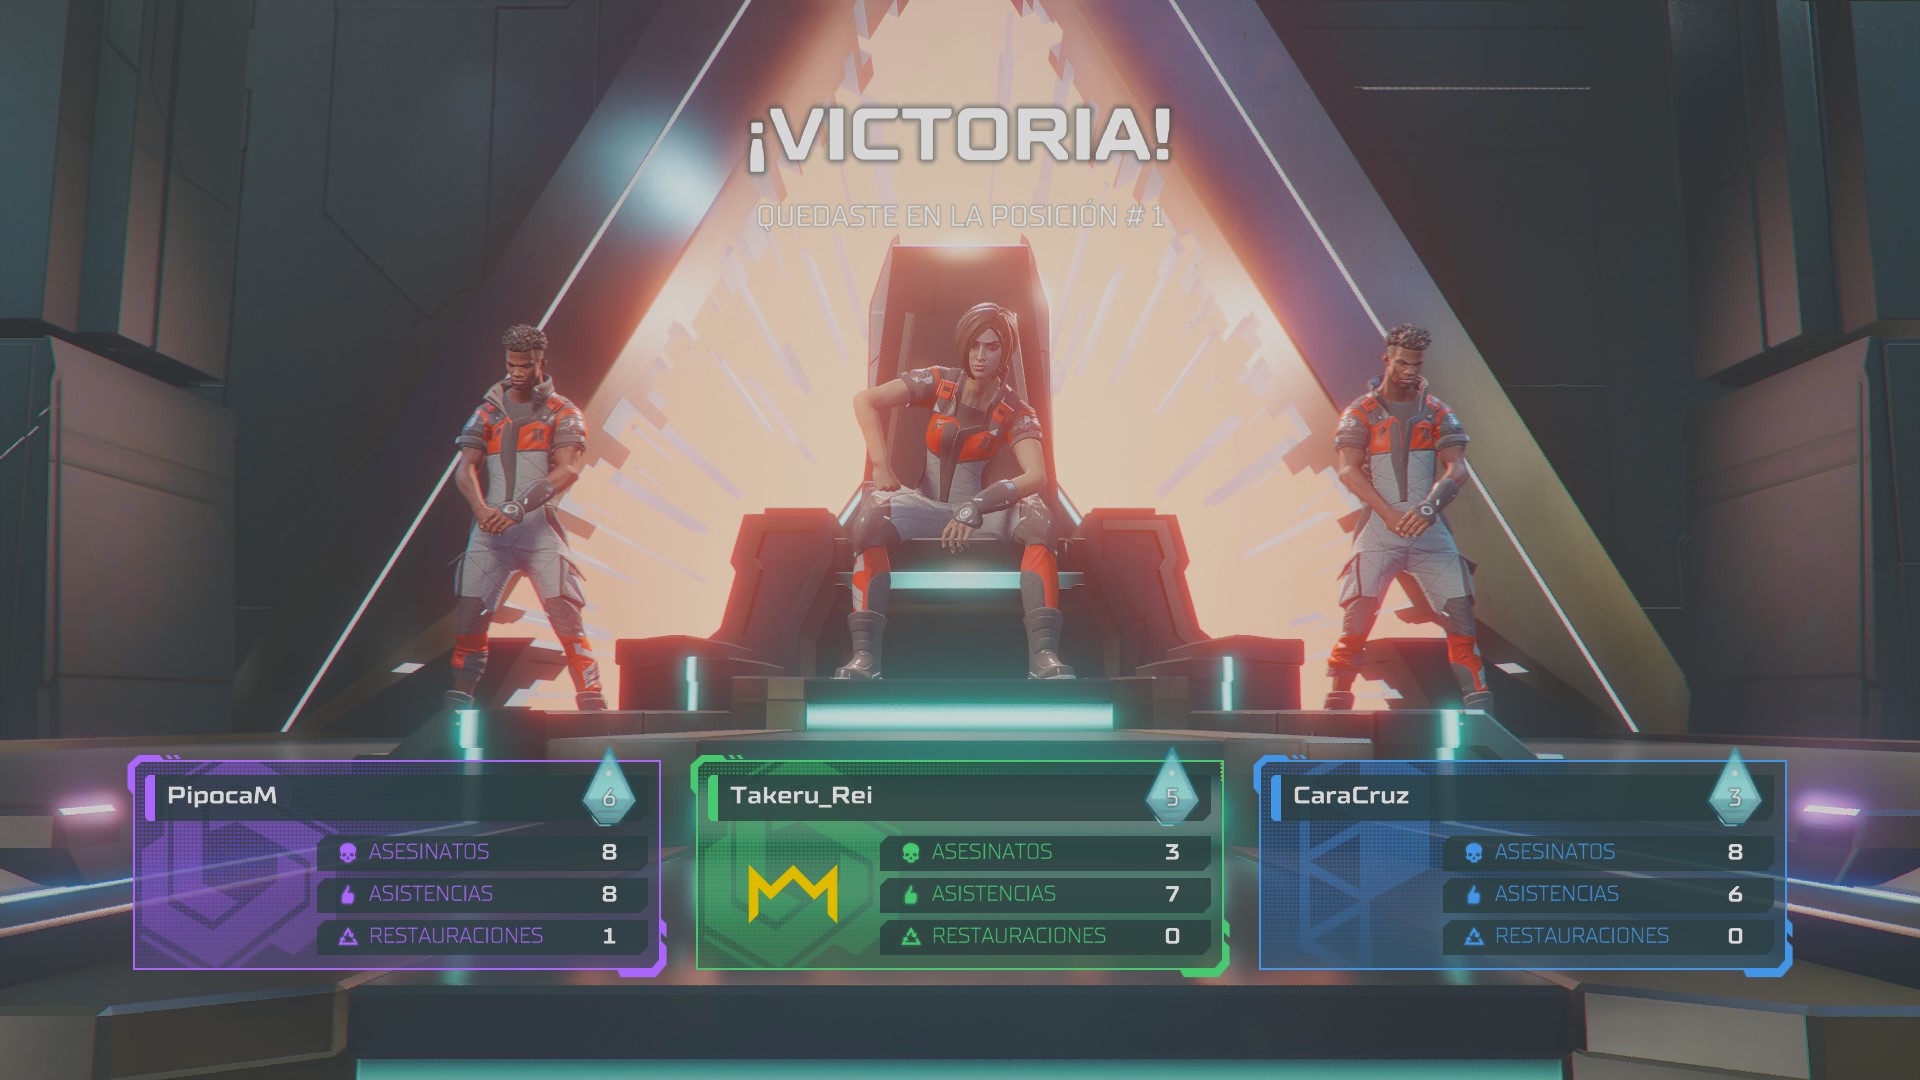 ¡VICTORIA!
QUEDASTE EN LA POSICIÓN #1
PipocaM
6
ASESINATOS 8
ASISTENCIAS 8
RESTAURACIONES 1
Takeru_Rei
5
ASESINATOS 3
ASISTENCIAS 7
RESTAURACIONES 0
CaraCruz
3
ASESINATOS 8
ASISTENCIAS 6
RESTAURACIONES 0